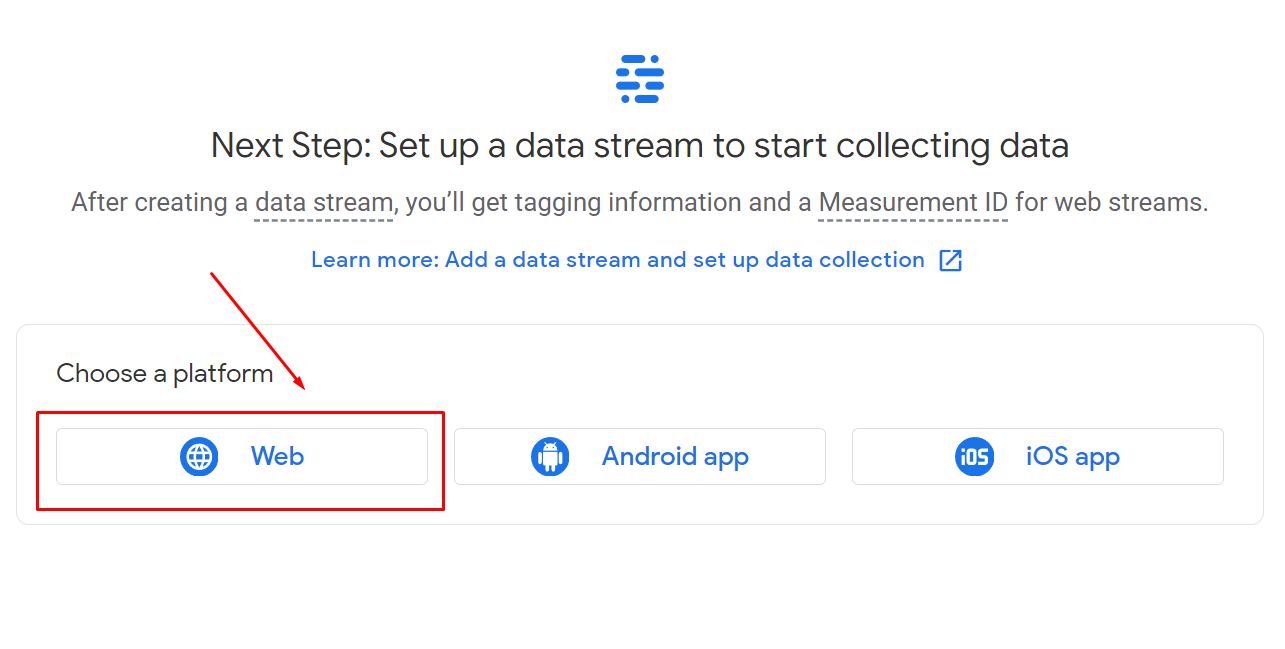 Next Step: Set up a data stream to start collecting data
After creating a data stream, you’ll get tagging information and a Measurement ID for web streams.
Learn more: Add a data stream and set up data collection
Choose a platform
Web
Android app
iOS iOS app